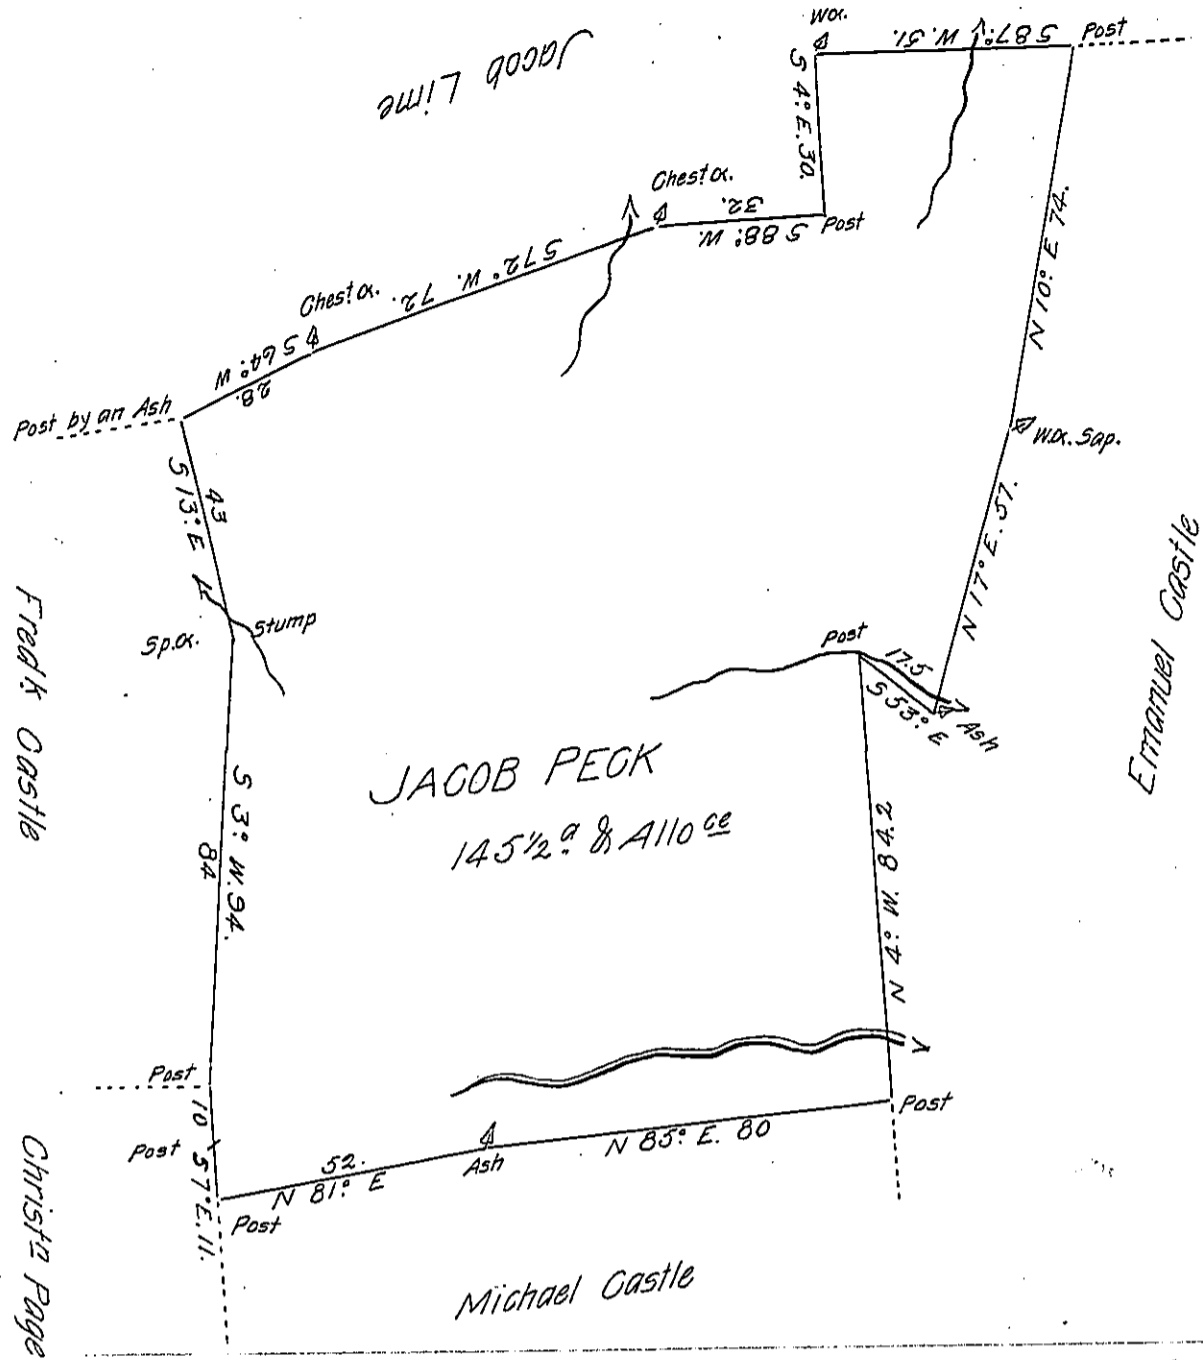 Jacob Lime
Wo.
S 87° W. 51.
Post
S 4° E. 30.
Chest o.
32.
S 88° W.
Post
S 72° W. 72.
Chest o.
S 64° W
28.
Post by an Ash
N 10° E 74.
W.o. Sap.
43
S 13° E
N 17° E. 57.
Emanuel Castle
Fred.k Castle
Sp.o.
Stump
Post
17.5
S 53° E
Ash
JACOB PECK
145 1/2 a & Allo ce
S 3° W. 94.
84
N 4° W. 84.2
Post
10
Post
S 7° E. 11.
Post
52.
N 81° E
Ash
N 85° E. 80
Post
Christn Page
Michael Castle